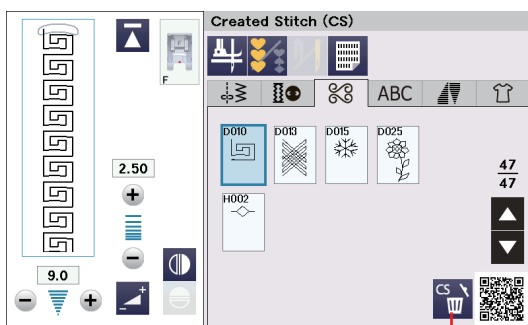 Created Stitch (CS)
F
ABC
D010 D013 D015 D025
2.50
47
47
H002
9.0
CS